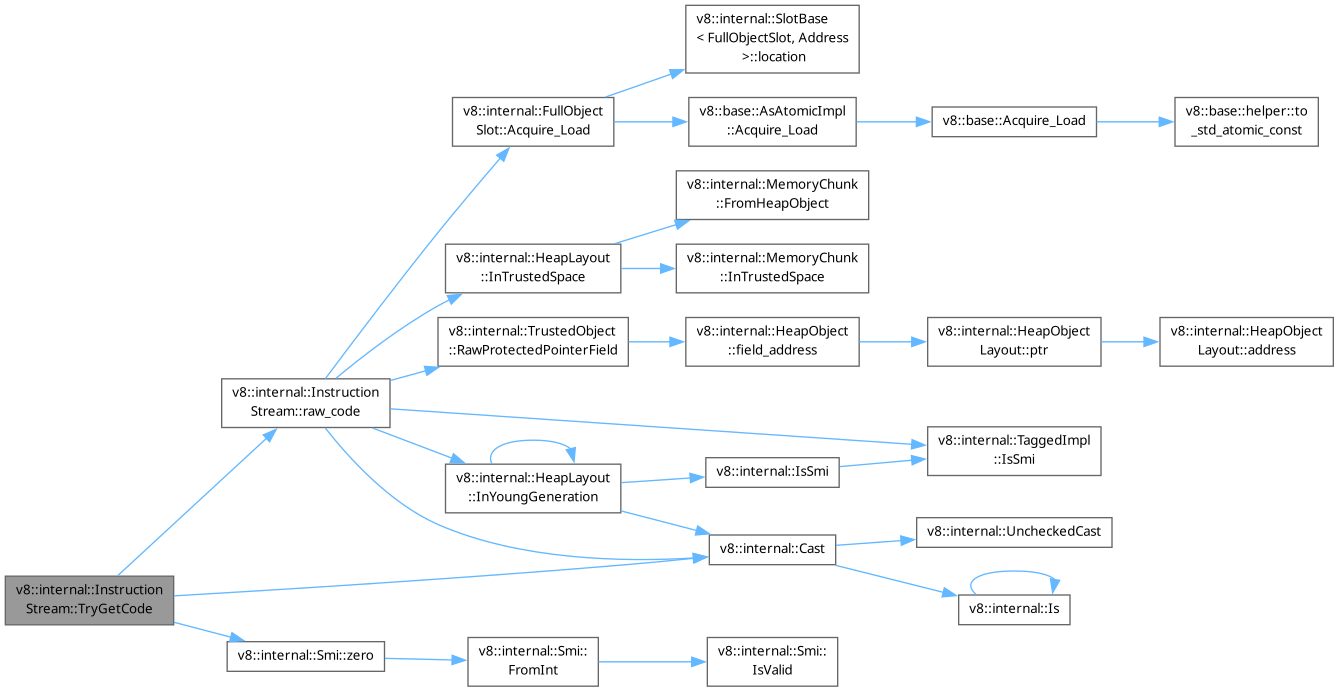 v8::internal::SlotBase
< FullObjectSlot, Address
>::location
v8::internal::FullObject
Slot::Acquire_Load
v8::base::AsAtomicImpl
::Acquire_Load
v8::base::Acquire_Load
v8::base::helper::to
_std_atomic_const
v8::internal::MemoryChunk
::FromHeapObject
v8::internal::HeapLayout
::InTrustedSpace
v8::internal::MemoryChunk
::InTrustedSpace
v8::internal::TrustedObject
::RawProtectedPointerField
v8::internal::HeapObject
::field_address
v8::internal::HeapObject
Layout::ptr
v8::internal::HeapObject
Layout::address
v8::internal::Instruction
Stream::raw_code
v8::internal::TaggedImpl
::IsSmi
v8::internal::HeapLayout
::InYoungGeneration
v8::internal::IsSmi
v8::internal::Cast
v8::internal::UncheckedCast
v8::internal::Is
v8::internal::Instruction
Stream::TryGetCode
v8::internal::Smi::zero
v8::internal::Smi::
FromInt
v8::internal::Smi::
IsValid